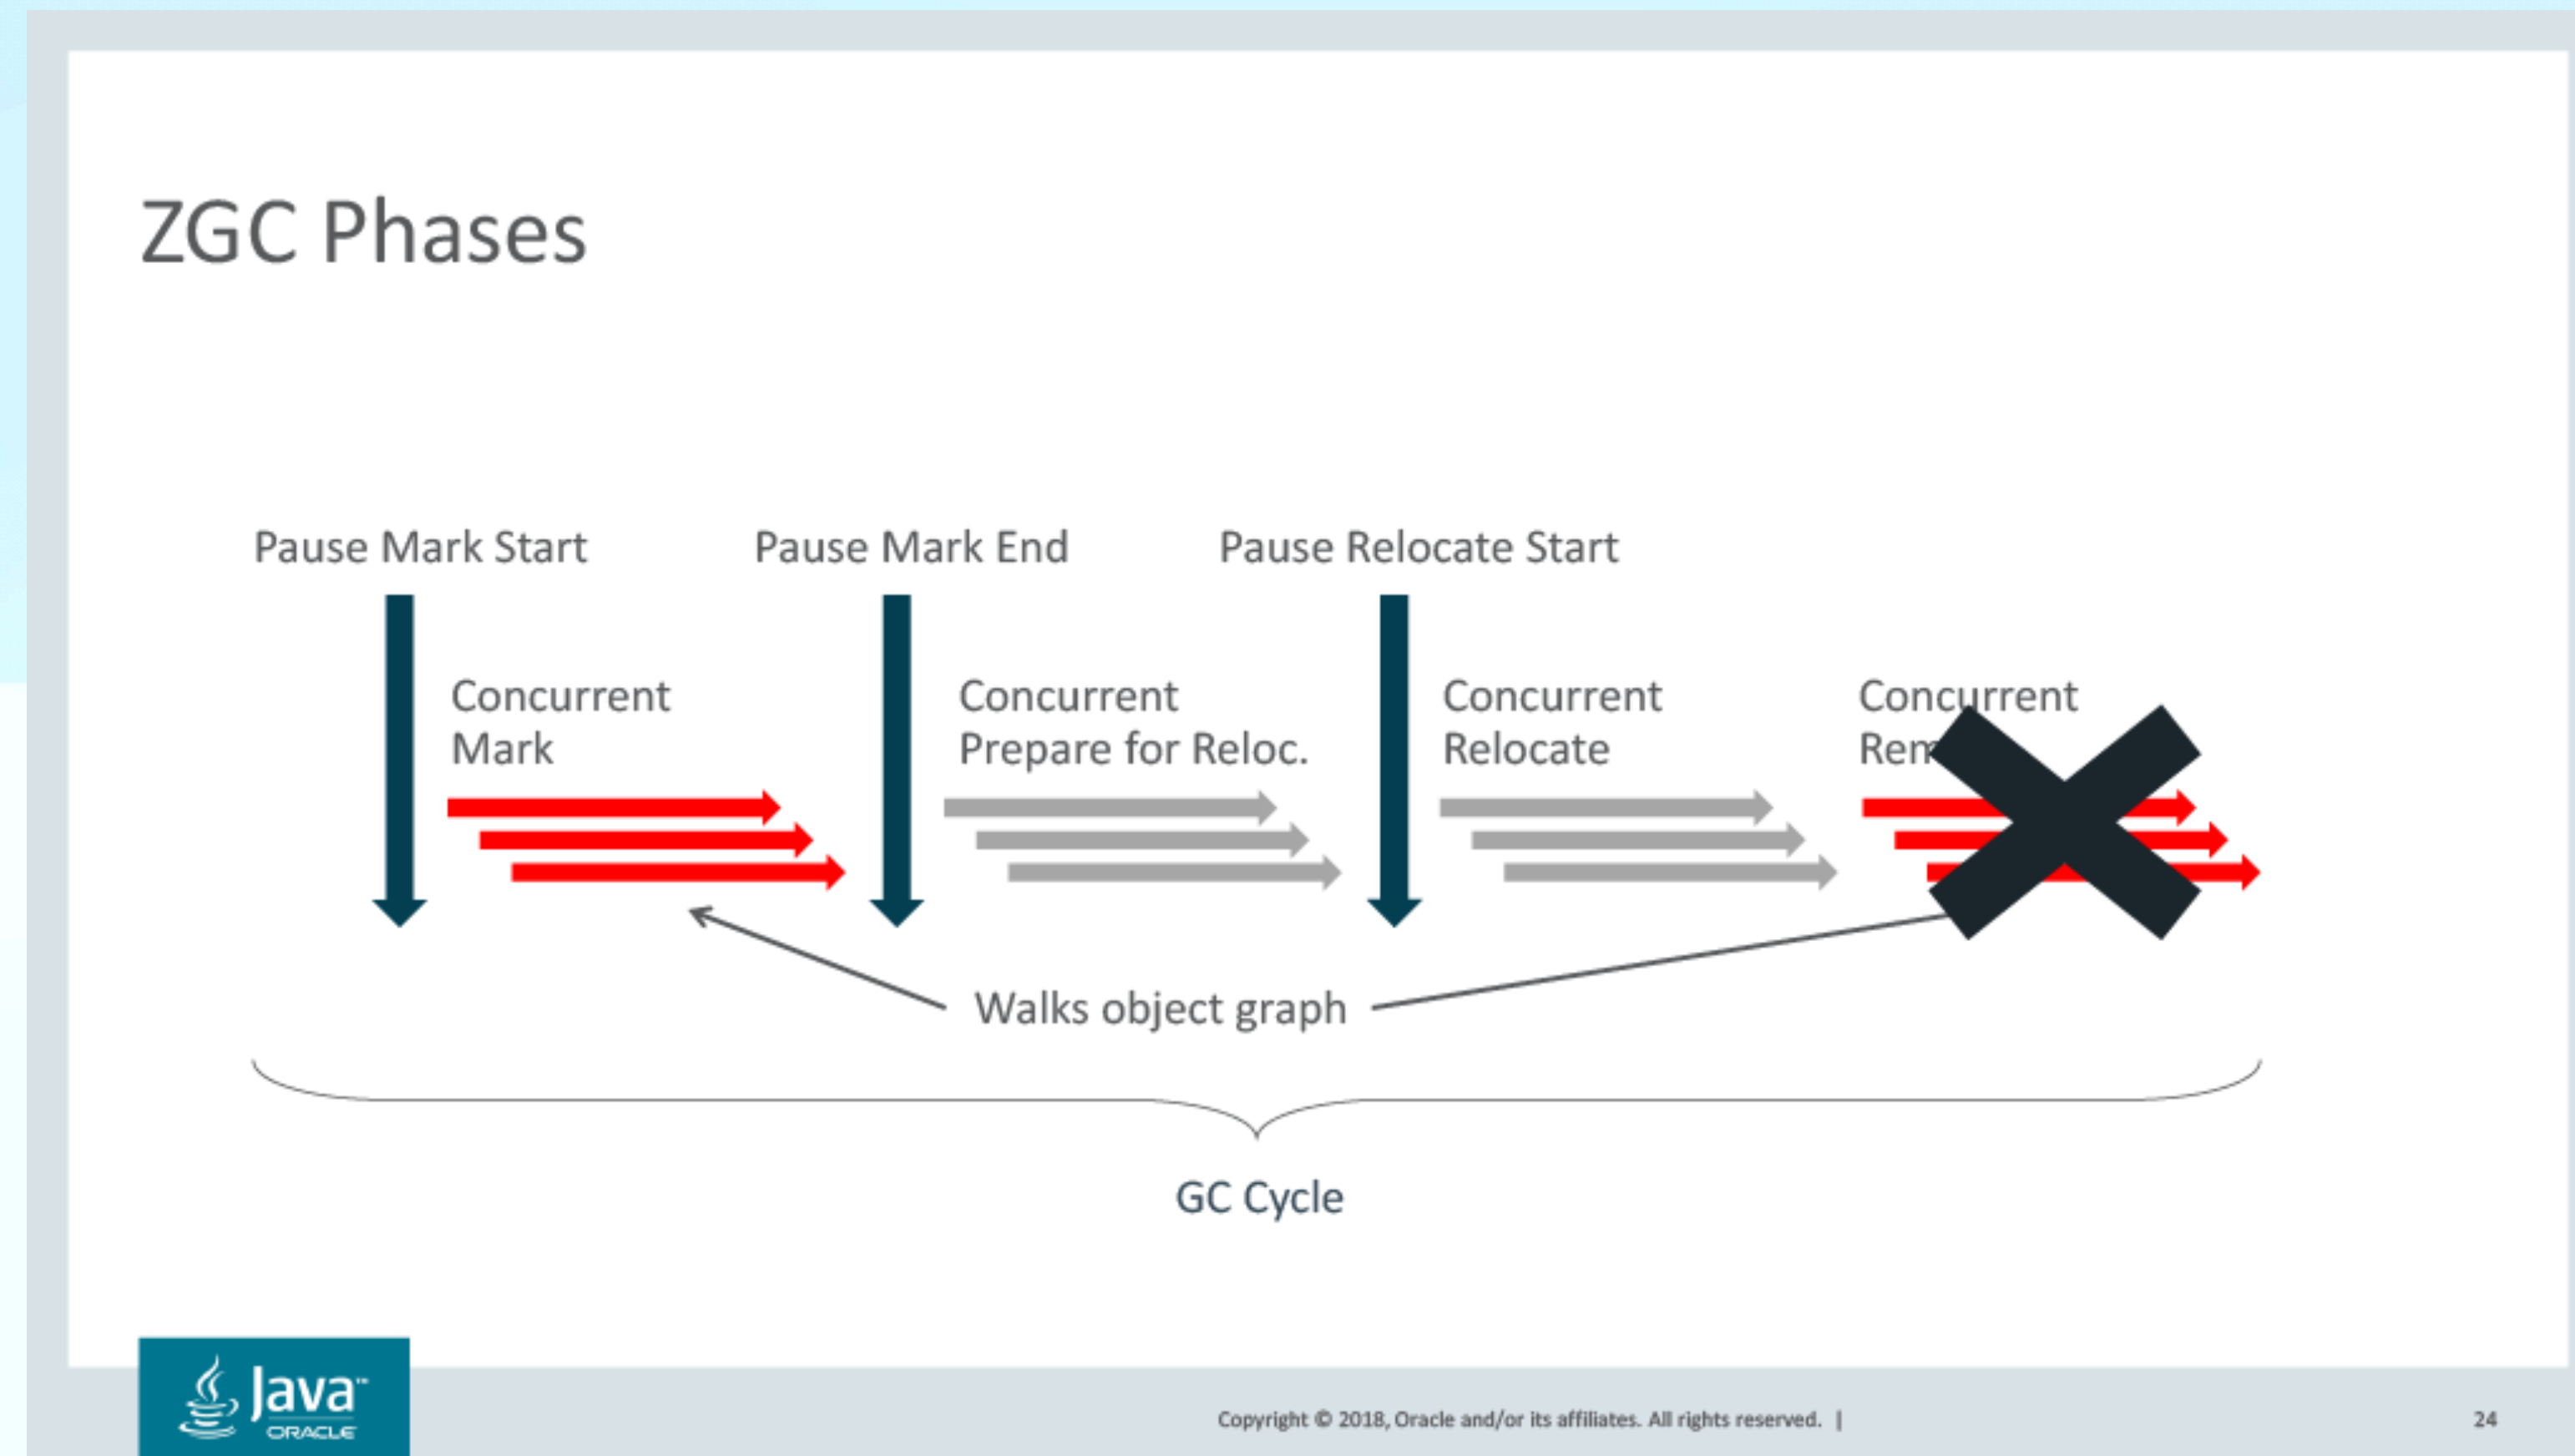 ZGC Phases
Pause Mark Start
Pause Mark End
Pause Relocate Start
Concurrent
Mark
Concurrent
Prepare for Reloc.
Concurrent
Relocate
Concurrent
Walks object graph
GC Cycle
Java™
ORACLE
Copyright © 2018, Oracle and/or its affiliates. All rights reserved. |
24